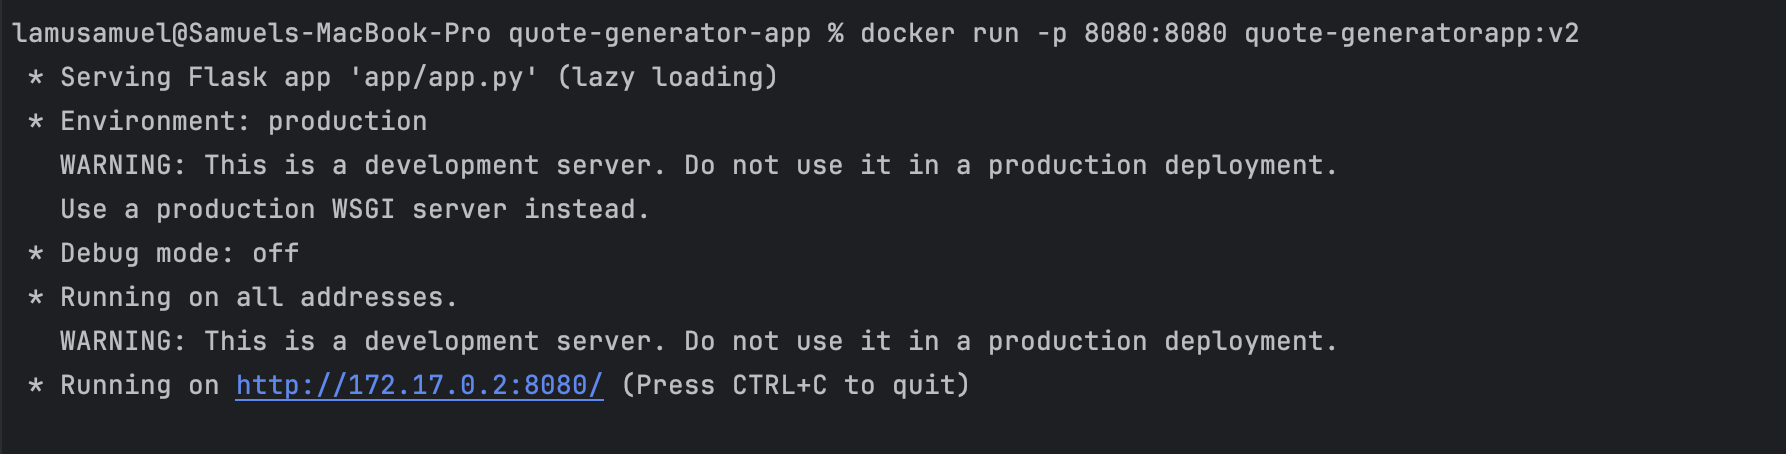 lamusamuel@Samuels-MacBook-Pro quote-generator-app % docker run -p 8080:8080 quote-generatorapp:v2
* Serving Flask app 'app/app.py' (lazy loading)
* Environment: production
WARNING: This is a development server. Do not use it in a production deployment.
Use a production WSGI server instead.
* Debug mode: off
* Running on all addresses.
WARNING: This is a development server. Do not use it in a production deployment.
* Running on http://172.17.0.2:8080/ (Press CTRL+C to quit)